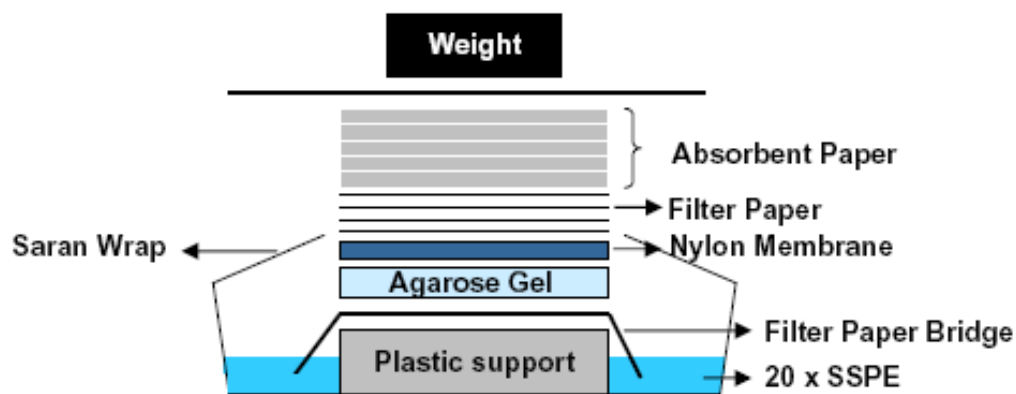 Weight
Absorbent Paper
Filter Paper
Saran Wrap
Nylon Membrane
Agarose Gel
Filter Paper Bridge
Plastic support
20 x SSPE